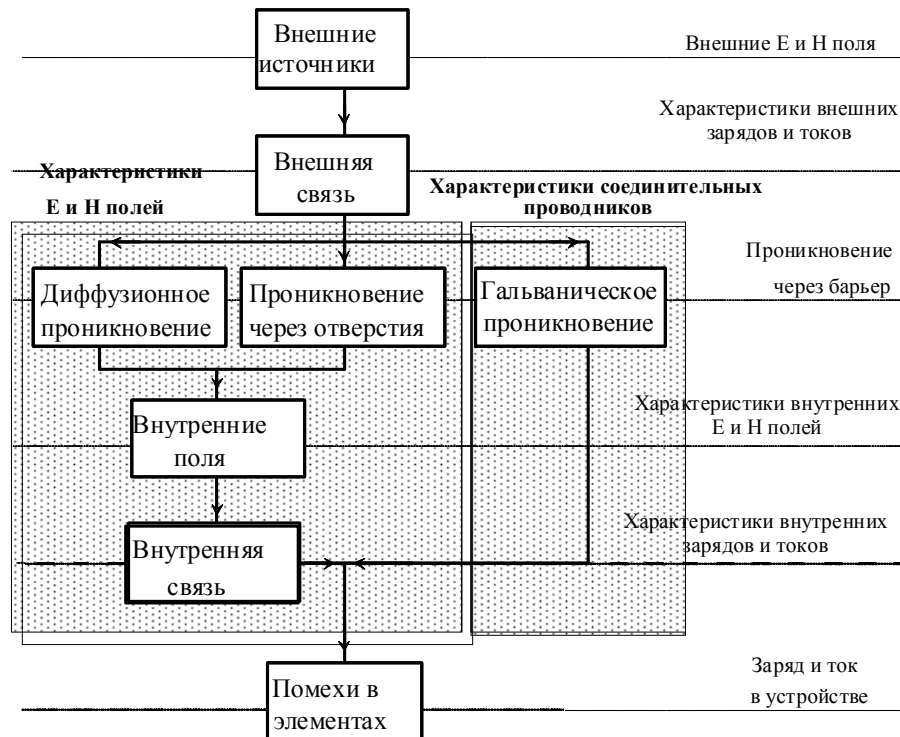 Внешние
источники
Внешние Е и Н поля
Характеристики внешних
зарядов и токов
Внешняя
связь
Характеристики
Е и Н полей
Характеристики соединительных
проводников
Проникновение
через барьер
Диффузионное
проникновение
Проникновение
через отверстия
Гальваническое
проникновение
Внутренние
поля
Характеристики внутренних
Е и Н полей
Внутренняя
связь
Характеристики внутренних
зарядов и токов
Помехи в
элементах
Заряд и ток
в устройстве